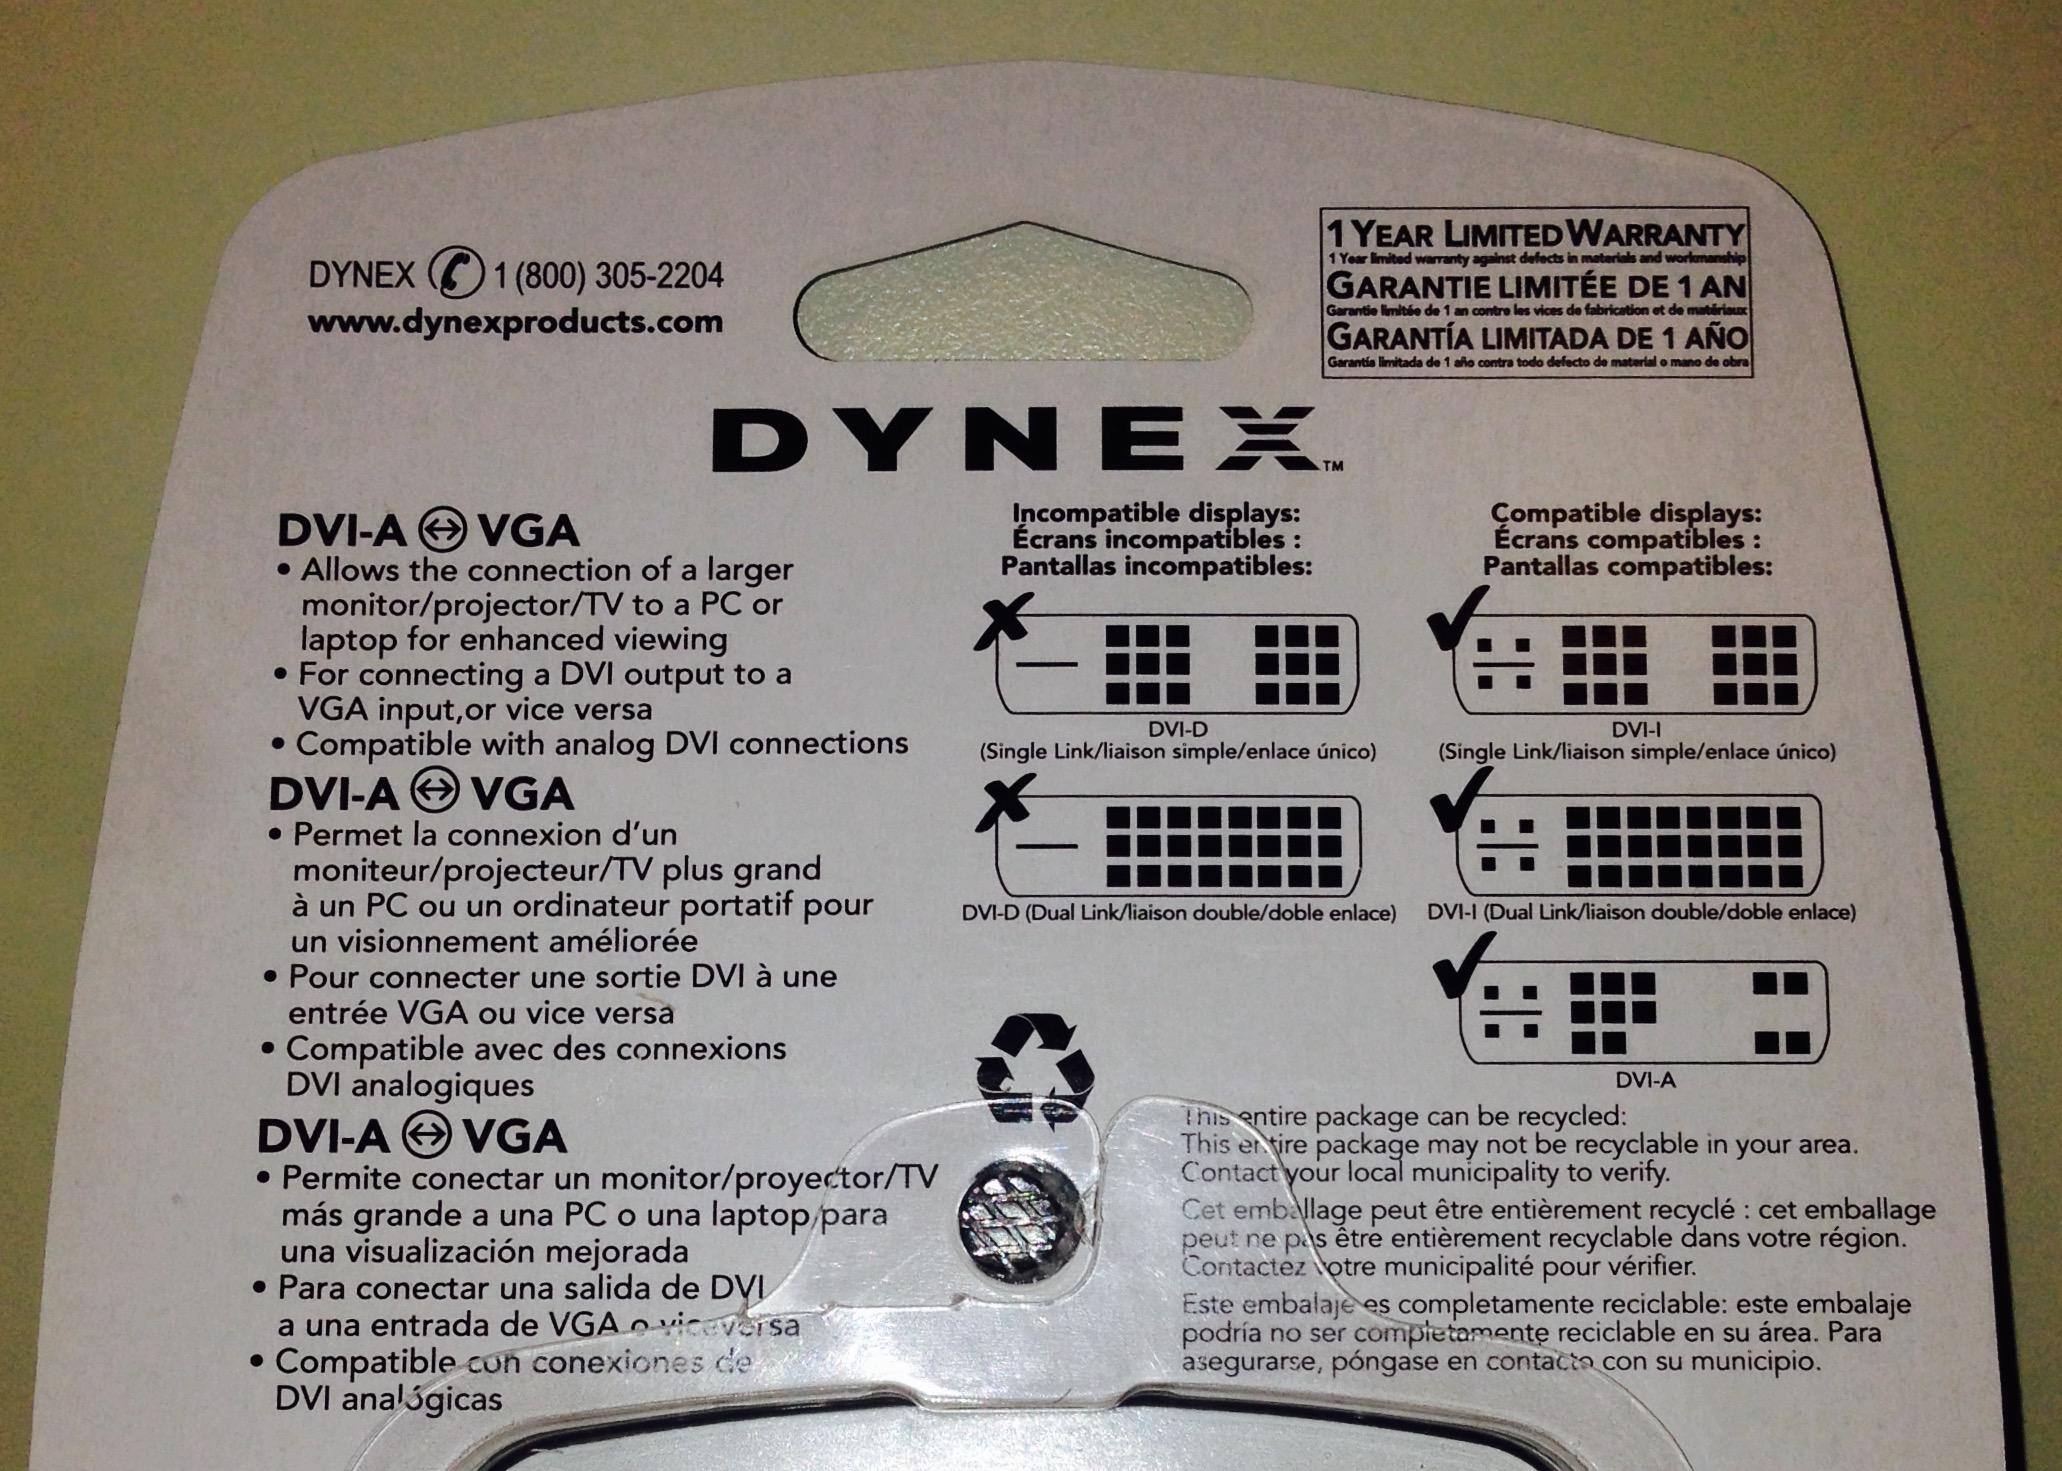 DYNEX 1 (800) 305-2204
www.dynexproducts.com
1 YEAR LIMITED WARRANTY
1 Year limited warranty against defects in materials and workmanship
GARANTIE LIMITÉE DE 1 AN
Garantie limitée de 1 an contre les vices de fabrication et de matériaux
GARANTÍA LIMITADA DE 1 AÑO
Garantía limitada de 1 año contra todo defecto de material o mano de obra
DYNEX™
DVI-A ↔ VGA
• Allows the connection of a larger
monitor/projector/TV to a PC or
laptop for enhanced viewing
• For connecting a DVI output to a
VGA input,or vice versa
• Compatible with analog DVI connections
DVI-A ↔ VGA
• Permet la connexion d'un
moniteur/projecteur/TV plus grand
à un PC ou un ordinateur portatif pour
un visionnement améliorée
• Pour connecter une sortie DVI à une
entrée VGA ou vice versa
• Compatible avec des connexions
DVI analogiques
DVI-A ↔ VGA
• Permite conectar un monitor/proyector/TV
más grande a una PC o una laptop para
una visualización mejorada
• Para conectar una salida de DVI
a una entrada de VGA o viceversa
• Compatible con conexiones de
DVI analógicas
Incompatible displays:
Écrans incompatibles :
Pantallas incompatibles:
DVI-D
(Single Link/liaison simple/enlace único)
DVI-D (Dual Link/liaison double/doble enlace)
Compatible displays:
Écrans compatibles :
Pantallas compatibles:
DVI-I
(Single Link/liaison simple/enlace único)
DVI-I (Dual Link/liaison double/doble enlace)
DVI-A
This entire package can be recycled:
This entire package may not be recyclable in your area.
Contact your local municipality to verify.
Cet emballage peut être entièrement recyclé : cet emballage
peut ne pas être entièrement recyclable dans votre région.
Contactez votre municipalité pour vérifier.
Este embalaje es completamente reciclable: este embalaje
podría no ser completamente reciclable en su área. Para
asegurarse, póngase en contacto con su municipio.